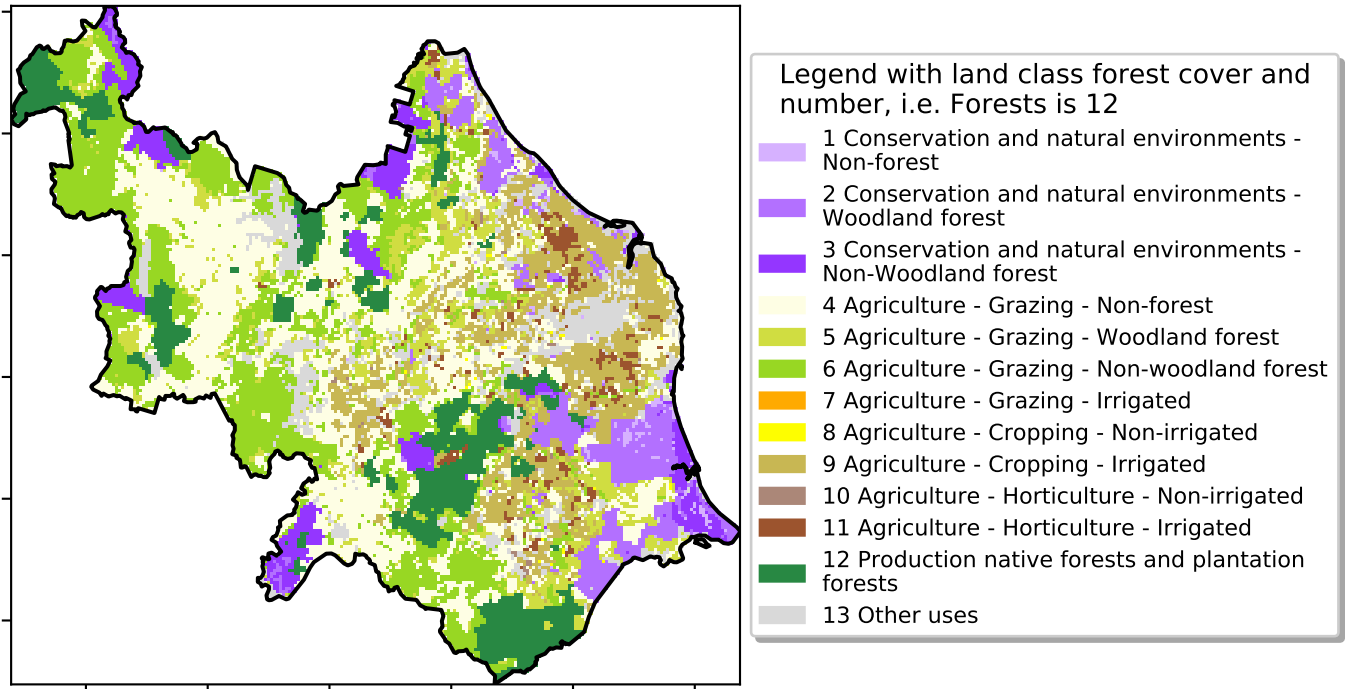 Legend with land class forest cover and
number, i.e. Forests is 12
1 Conservation and natural environments -
Non-forest
2 Conservation and natural environments -
Woodland forest
3 Conservation and natural environments -
Non-Woodland forest
4 Agriculture - Grazing - Non-forest
5 Agriculture - Grazing - Woodland forest
6 Agriculture - Grazing - Non-woodland forest
7 Agriculture - Grazing - Irrigated
8 Agriculture - Cropping - Non-irrigated
9 Agriculture - Cropping - Irrigated
10 Agriculture - Horticulture - Non-irrigated
11 Agriculture - Horticulture - Irrigated
12 Production native forests and plantation
forests
13 Other uses